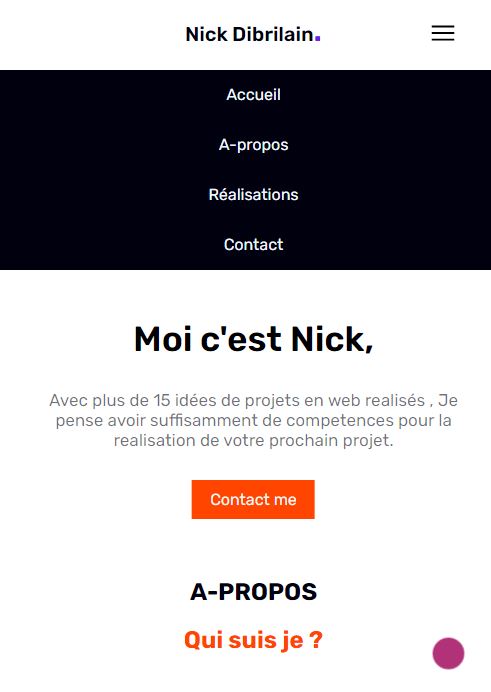 Nick Dibrilain.
Accueil
A-propos
Réalisations
Contact
Moi c'est Nick,
Avec plus de 15 idées de projets en web realisés , Je
pense avoir suffisamment de competences pour la
realisation de votre prochain projet.
Contact me
A-PROPOS
Qui suis je ?